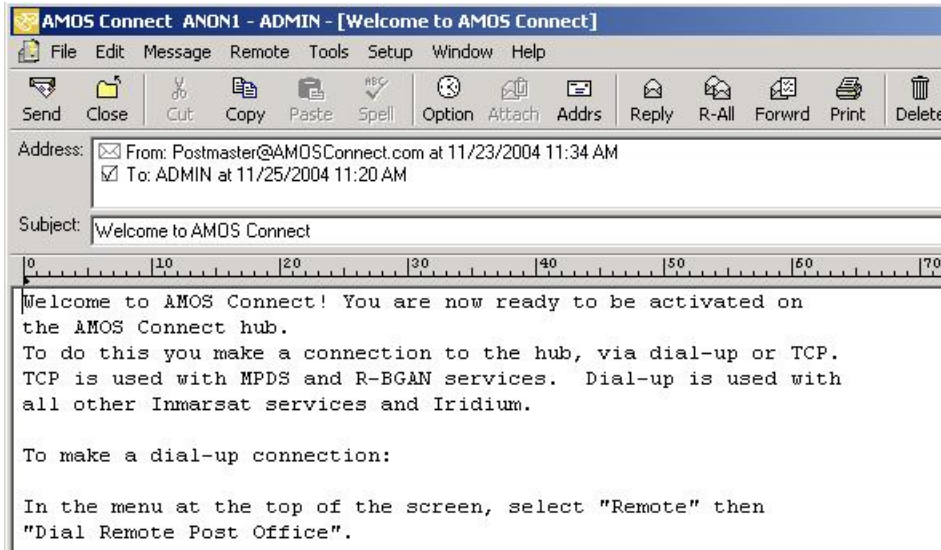 AMOS Connect ANON1 - ADMIN - [Welcome to AMOS Connect]
File Edit Message Remote Tools Setup Window Help
Send Close Cut Copy Paste Spell Option Attach Addrs Reply R-All Forwrd Print Delete
Address: From: Postmaster@AMOSConnect.com at 11/23/2004 11:34 AM
To: ADMIN at 11/25/2004 11:20 AM
Subject: Welcome to AMOS Connect
0 10 20 30 40 50 60 70
Welcome to AMOS Connect! You are now ready to be activated on
the AMOS Connect hub.
To do this you make a connection to the hub, via dial-up or TCP.
TCP is used with MPDS and R-BGAN services. Dial-up is used with
all other Inmarsat services and Iridium.
To make a dial-up connection:
In the menu at the top of the screen, select "Remote" then
"Dial Remote Post Office".